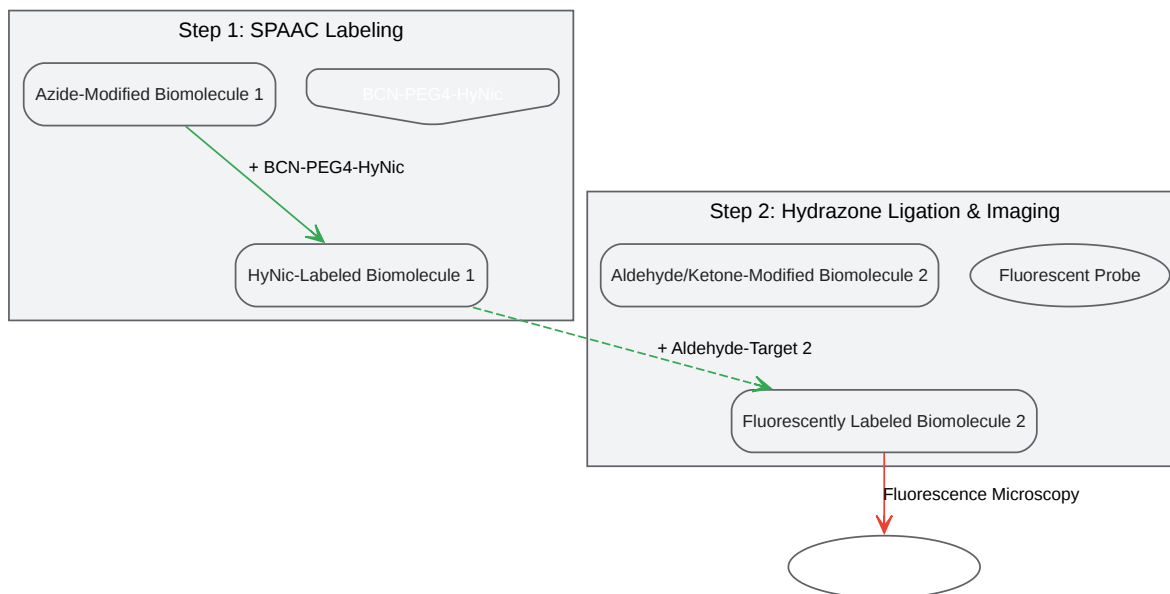 Step 1: SPAAC Labeling
Azide-Modified Biomolecule 1
BCN-PEG4-HyNic
+ BCN-PEG4-HyNic
HyNic-Labeled Biomolecule 1
Step 2: Hydrazone Ligation & Imaging
Aldehyde/Ketone-Modified Biomolecule 2
Fluorescent Probe
+ Aldehyde-Target 2
Fluorescently Labeled Biomolecule 2
Fluorescence Microscopy